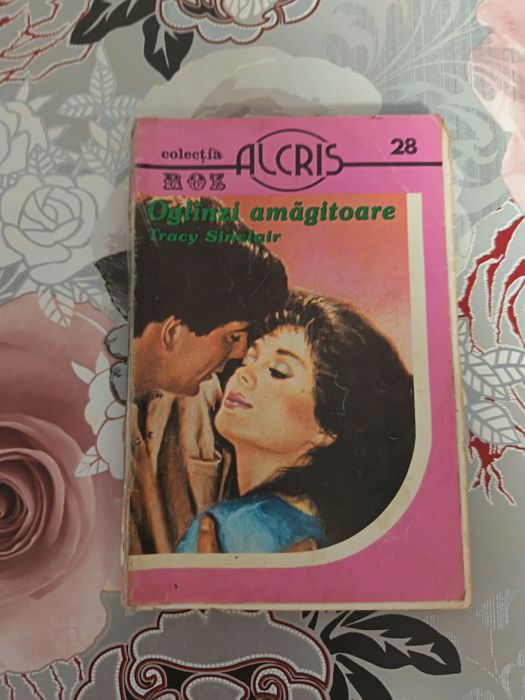 colecția ALCRIS 28
ROZ
Oglinzi amăgitoare
Tracy Sinclair